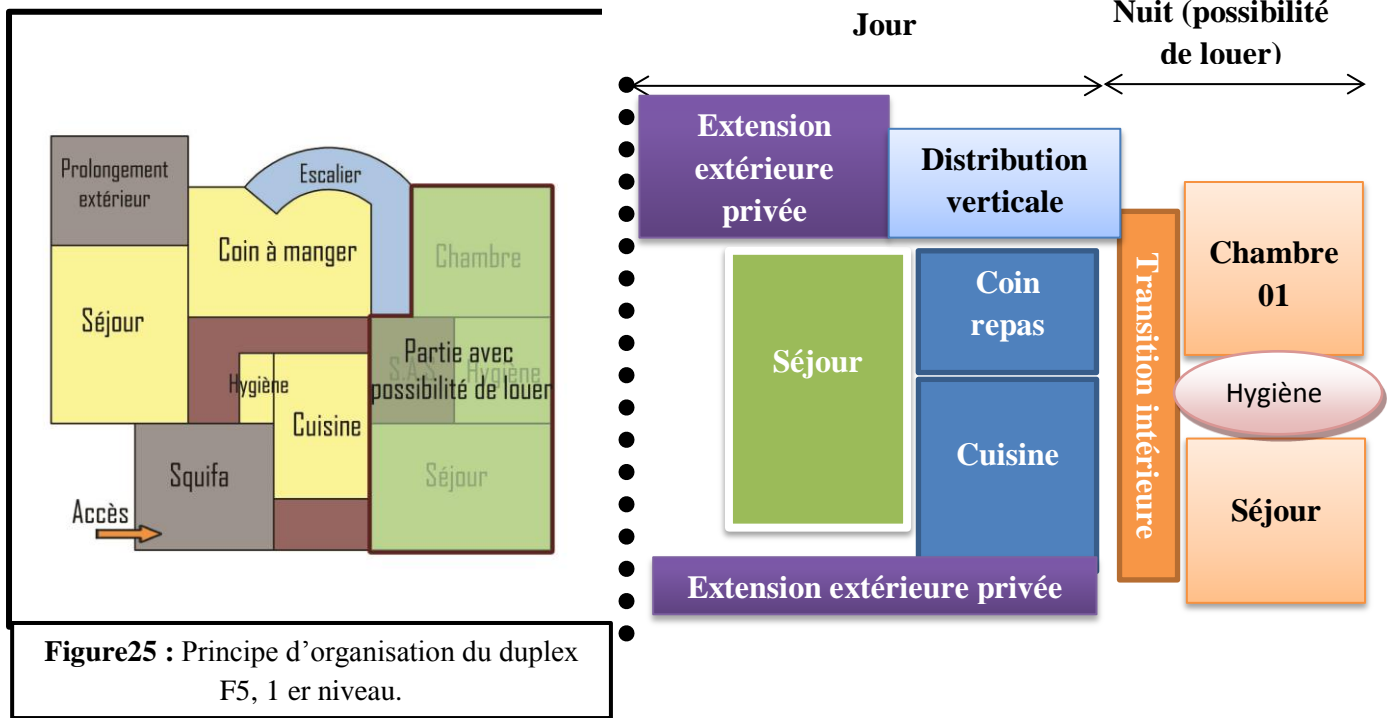 Prolongement
extérieur
Escalier
Coin à manger
Chambre
Séjour
Partie avec
S.A.S
Hygiène
possibilité de louer
Hygiène
Cuisine
Squifa
Séjour
Accès
Figure25 : Principe d’organisation du duplex
F5, 1 er niveau.
Jour
Nuit (possibilité
de louer)
Extension
extérieure
privée
Distribution
verticale
Séjour
Coin
repas
Cuisine
Transition intérieure
Chambre
01
Hygiène
Séjour
Extension extérieure privée